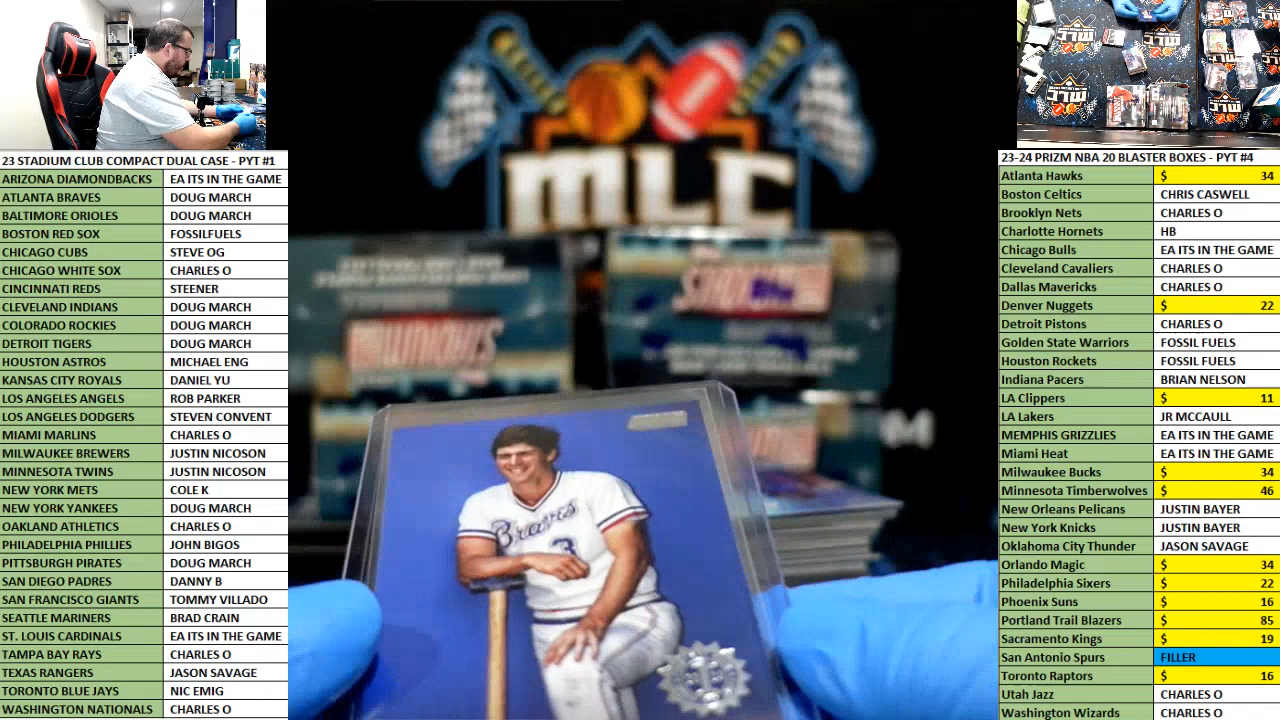 23 STADIUM CLUB COMPACT DUAL CASE - PYT #1
ARIZONA DIAMONDBACKS EA ITS IN THE GAME
ATLANTA BRAVES DOUG MARCH
BALTIMORE ORIOLES DOUG MARCH
BOSTON RED SOX FOSSILFUELS
CHICAGO CUBS STEVE OG
CHICAGO WHITE SOX CHARLES O
CINCINNATI REDS STEENER
CLEVELAND INDIANS DOUG MARCH
COLORADO ROCKIES DOUG MARCH
DETROIT TIGERS DOUG MARCH
HOUSTON ASTROS MICHAEL ENG
KANSAS CITY ROYALS DANIEL YU
LOS ANGELES ANGELS ROB PARKER
LOS ANGELES DODGERS STEVEN CONVENT
MIAMI MARLINS CHARLES O
MILWAUKEE BREWERS JUSTIN NICOSON
MINNESOTA TWINS JUSTIN NICOSON
NEW YORK METS COLE K
NEW YORK YANKEES DOUG MARCH
OAKLAND ATHLETICS CHARLES O
PHILADELPHIA PHILLIES JOHN BIGOS
PITTSBURGH PIRATES DOUG MARCH
SAN DIEGO PADRES DANNY B
SAN FRANCISCO GIANTS TOMMY VILLADO
SEATTLE MARINERS BRAD CRAIN
ST. LOUIS CARDINALS EA ITS IN THE GAME
TAMPA BAY RAYS CHARLES O
TEXAS RANGERS JASON SAVAGE
TORONTO BLUE JAYS NIC EMIG
WASHINGTON NATIONALS CHARLES O
MLC
Braves
3
23-24 PRIZM NBA 20 BLASTER BOXES - PYT #4
Atlanta Hawks $ 34
Boston Celtics CHRIS CASWELL
Brooklyn Nets CHARLES O
Charlotte Hornets HB
Chicago Bulls EA ITS IN THE GAME
Cleveland Cavaliers CHARLES O
Dallas Mavericks CHARLES O
Denver Nuggets $ 22
Detroit Pistons CHARLES O
Golden State Warriors FOSSIL FUELS
Houston Rockets FOSSIL FUELS
Indiana Pacers BRIAN NELSON
LA Clippers $ 11
LA Lakers JR MCCAULL
MEMPHIS GRIZZLIES EA ITS IN THE GAME
Miami Heat EA ITS IN THE GAME
Milwaukee Bucks $ 34
Minnesota Timberwolves $ 46
New Orleans Pelicans JUSTIN BAYER
New York Knicks JUSTIN BAYER
Oklahoma City Thunder JASON SAVAGE
Orlando Magic $ 34
Philadelphia Sixers $ 22
Phoenix Suns $ 16
Portland Trail Blazers $ 85
Sacramento Kings $ 19
San Antonio Spurs FILLER
Toronto Raptors $ 16
Utah Jazz CHARLES O
Washington Wizards CHARLES O